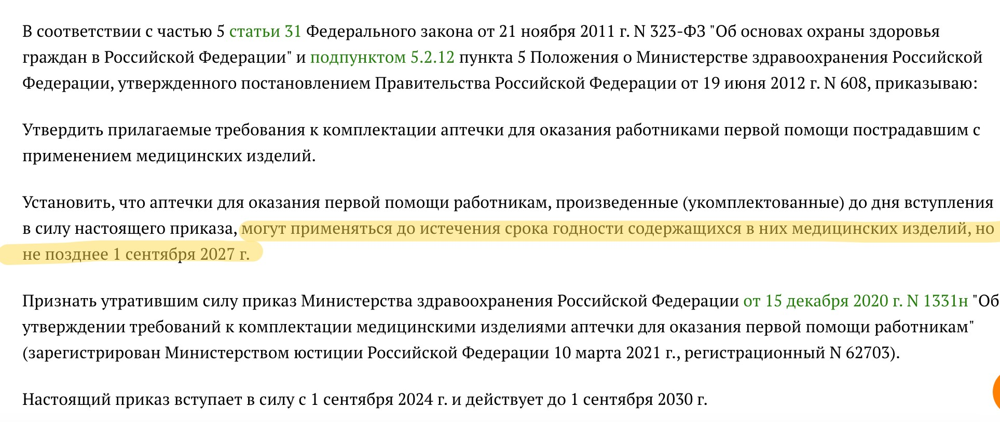 В соответствии с частью 5 статьи 31 Федерального закона от 21 ноября 2011 г. N 323-ФЗ "Об основах охраны здоровья
граждан в Российской Федерации" и подпунктом 5.2.12 пункта 5 Положения о Министерстве здравоохранения Российской
Федерации, утвержденного постановлением Правительства Российской Федерации от 19 июня 2012 г. N 608, приказываю:
Утвердить прилагаемые требования к комплектации аптечки для оказания работниками первой помощи пострадавшим с
применением медицинских изделий.
Установить, что аптечки для оказания первой помощи работникам, произведенные (укомплектованные) до дня вступления
в силу настоящего приказа, могут применяться до истечения срока годности содержащихся в них медицинских изделий, но
не позднее 1 сентября 2027 г.
Признать утратившим силу приказ Министерства здравоохранения Российской Федерации от 15 декабря 2020 г. N 1331н "Об
утверждении требований к комплектации медицинскими изделиями аптечки для оказания первой помощи работникам"
(зарегистрирован Министерством юстиции Российской Федерации 10 марта 2021 г., регистрационный N 62703).
Настоящий приказ вступает в силу с 1 сентября 2024 г. и действует до 1 сентября 2030 г.